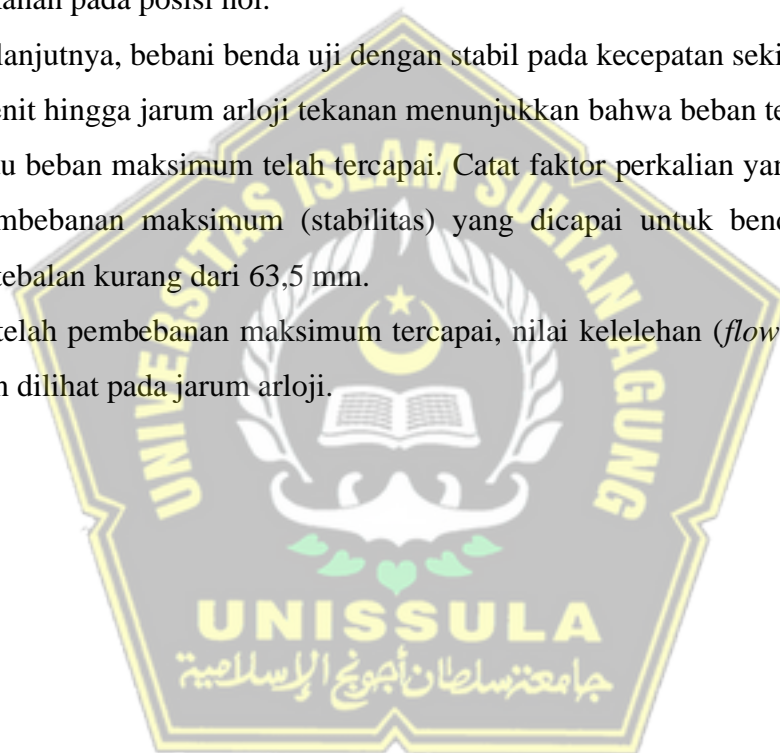 anan pada posisi nol.
lanjutnya, bebani benda uji dengan stabil pada kecepatan seki
enit hingga jarum arloji tekanan menunjukkan bahwa beban te
u beban maksimum telah tercapai. Catat faktor perkalian yan
mbebanan maksimum (stabilitas) yang dicapai untuk bend
tebalan kurang dari 63,5 mm.
telah pembebanan maksimum tercapai, nilai kelelehan (flow
n dilihat pada jarum arloji.
UNIVERSITAS ISLAM SULTAN AGUNG
UNISSULA
جامعة سلطان أجونج الإسلامية